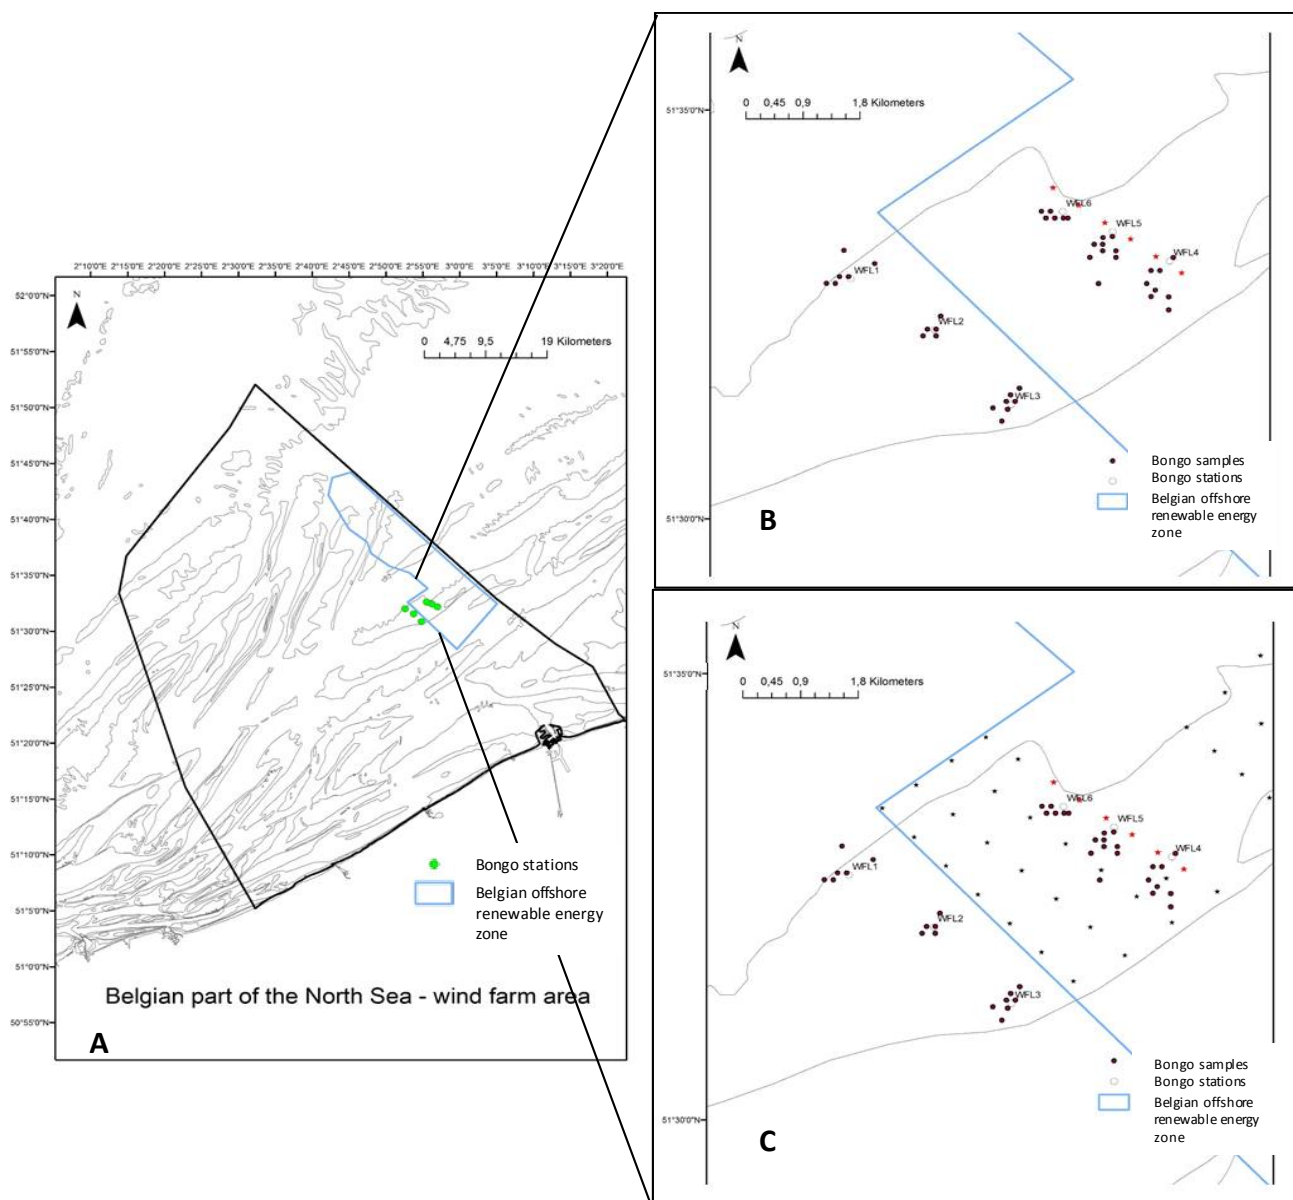 2°10'0"E 2°15'0"E 2°20'0"E 2°25'0"E 2°30'0"E 2°35'0"E 2°40'0"E 2°45'0"E 2°50'0"E 2°55'0"E 3°0'0"E 3°5'0"E 3°10'0"E 3°15'0"E 3°20'0"E
52°0'0"N
51°55'0"N
51°50'0"N
51°45'0"N
51°40'0"N
51°35'0"N
51°30'0"N
51°25'0"N
51°20'0"N
51°15'0"N
51°10'0"N
51°5'0"N
51°0'0"N
50°55'0"N
N
0 4,75 9,5 19 Kilometers
Bongo stations
Belgian offshore
renewable energy
zone
Belgian part of the North Sea - wind farm area
A
N
0 0,45 0,9 1,8 Kilometers
51°35'0"N
51°30'0"N
WFL6
WFL5
WFL4
WFL1
WFL2
WFL3
Bongo samples
Bongo stations
Belgian offshore
renewable energy
zone
B
N
0 0,45 0,9 1,8 Kilometers
51°35'0"N
51°30'0"N
WFL6
WFL5
WFL4
WFL1
WFL2
WFL3
Bongo samples
Bongo stations
Belgian offshore
renewable energy
zone
C